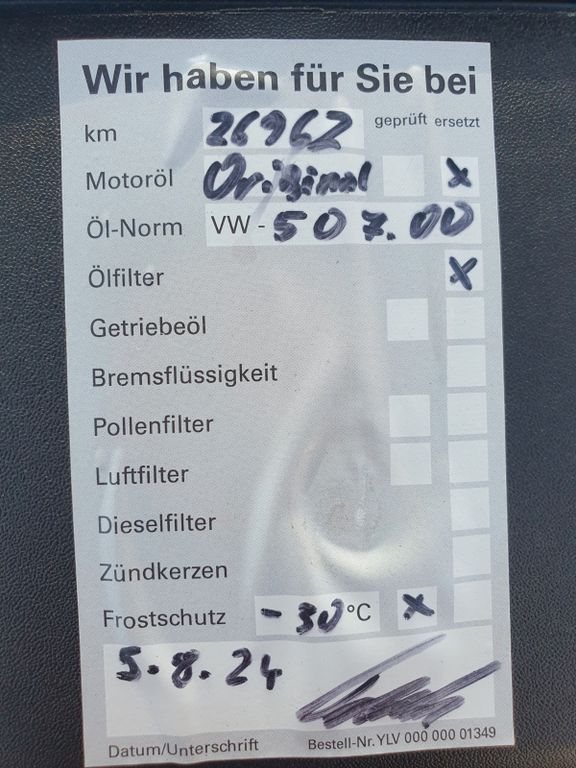 Wir haben für Sie bei
km 26962 geprüft ersetzt
Motoröl Original x
Öl-Norm VW - 507.00
Ölfilter x
Getriebeöl
Bremsflüssigkeit
Pollenfilter
Luftfilter
Dieselfilter
Zündkerzen
Frostschutz - 30 °C x
5.8.24
Datum/Unterschrift Bestell-Nr. YLV 000 000 01349